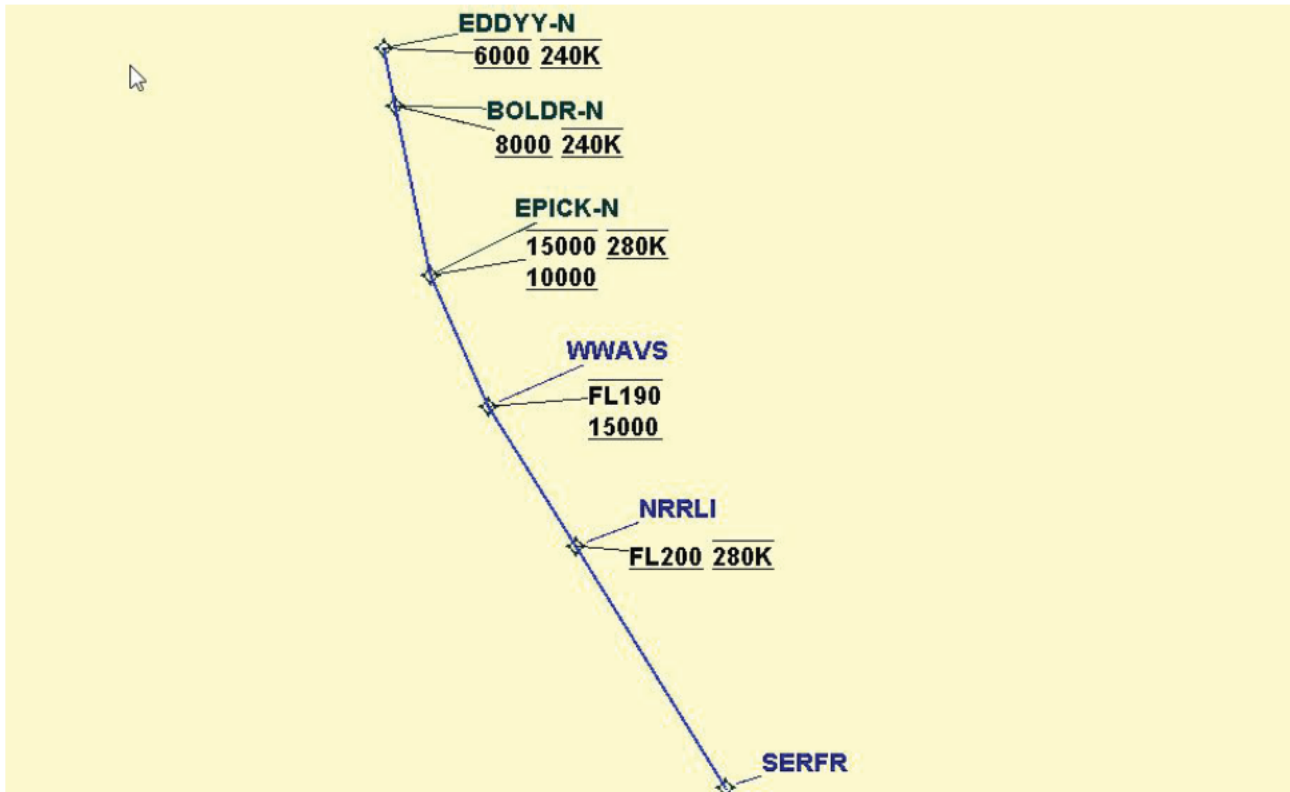 EDDYY-N
6000 240K
BOLDR-N
8000 240K
EPICK-N
15000 280K
10000
WWAVS
FL190
15000
NRRLI
FL200 280K
SERFR